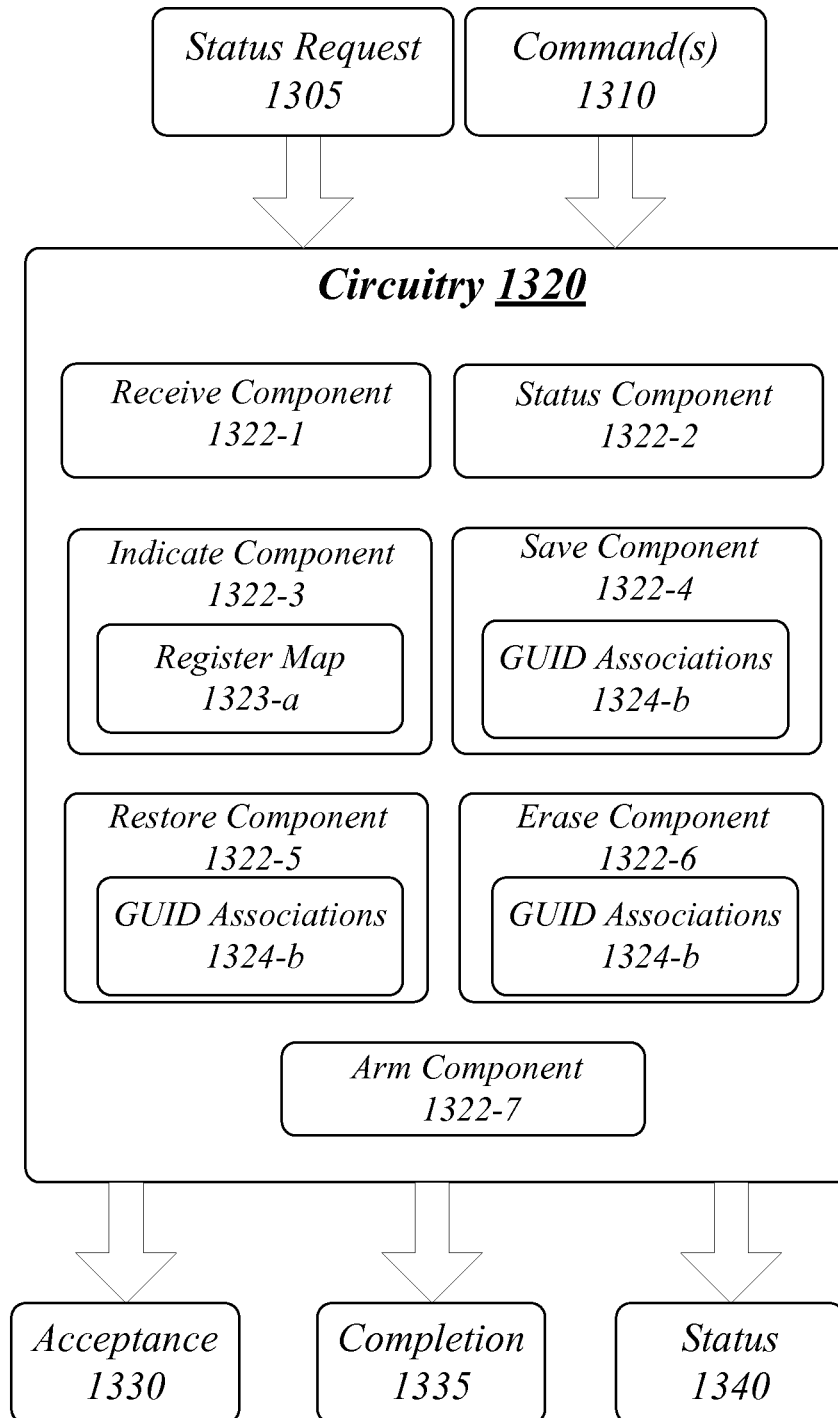 Status Request
1305
Command(s)
1310
Circuitry 1320
Receive Component
1322-1
Status Component
1322-2
Indicate Component
1322-3
Register Map
1323-a
Save Component
1322-4
GUID Associations
1324-b
Restore Component
1322-5
GUID Associations
1324-b
Erase Component
1322-6
GUID Associations
1324-b
Arm Component
1322-7
Acceptance
1330
Completion
1335
Status
1340